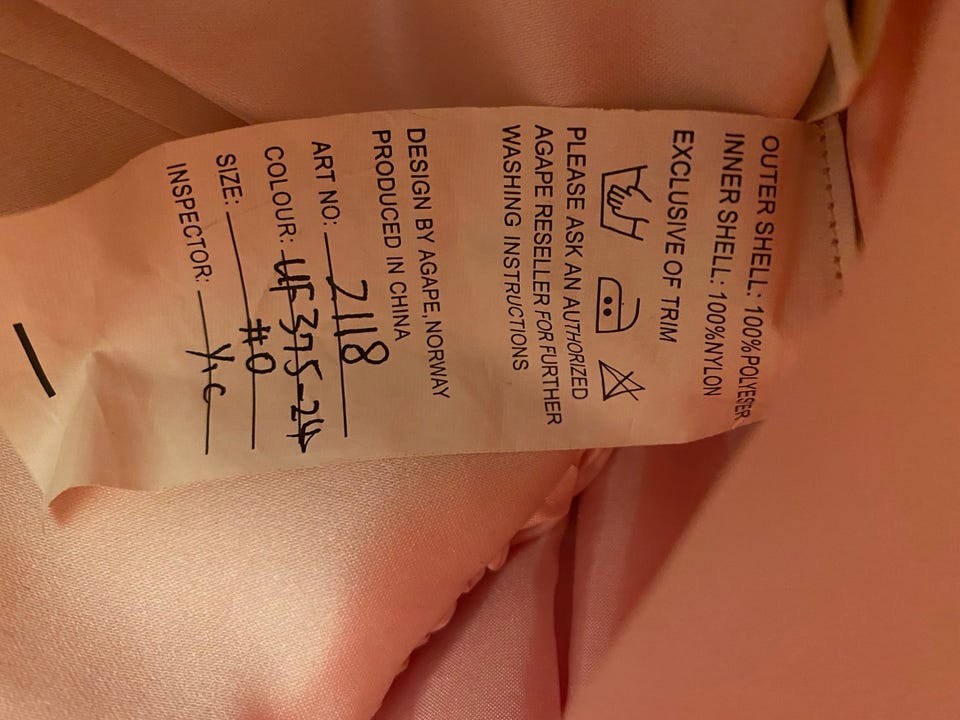 OUTER SHELL: 100%POLYESER
INNER SHELL: 100%NYLON
EXCLUSIVE OF TRIM
PLEASE ASK AN AUTHORIZED
AGAPE RESELLER FOR FURTHER
WASHING INSTRUCTIONS
DESIGN BY AGAPE,NORWAY
PRODUCED IN CHINA
ART NO: 2118
COLOUR: UF375-24
SIZE: #0
INSPECTOR: Y.C